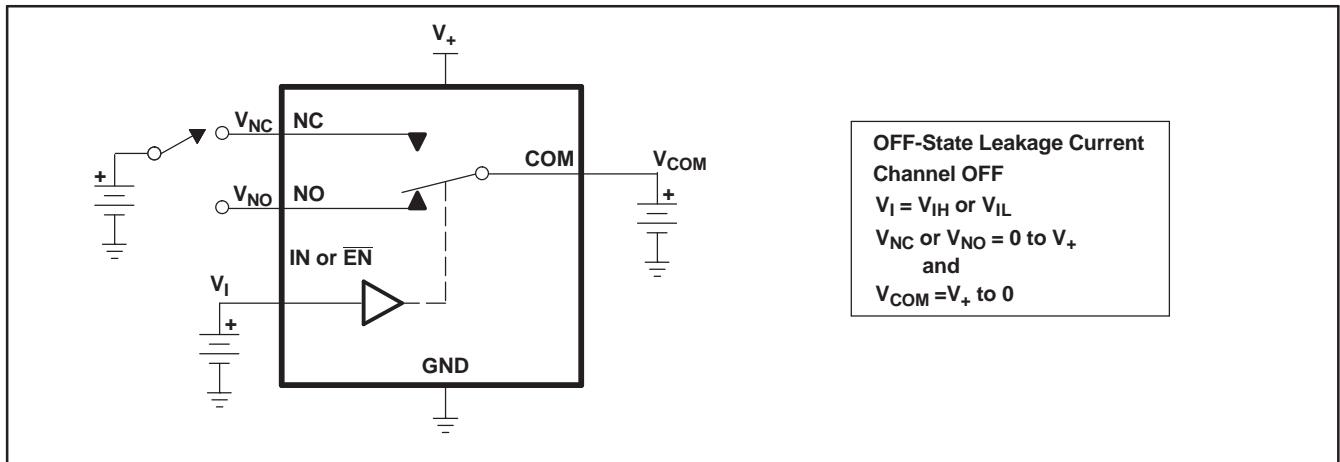 V+
VNC NC
+
COM VCOM
+
VNO NO
IN or EN
VI
+
GND
OFF-State Leakage Current
Channel OFF
VI = VIH or VIL
VNC or VNO = 0 to V+
and
VCOM =V+ to 0